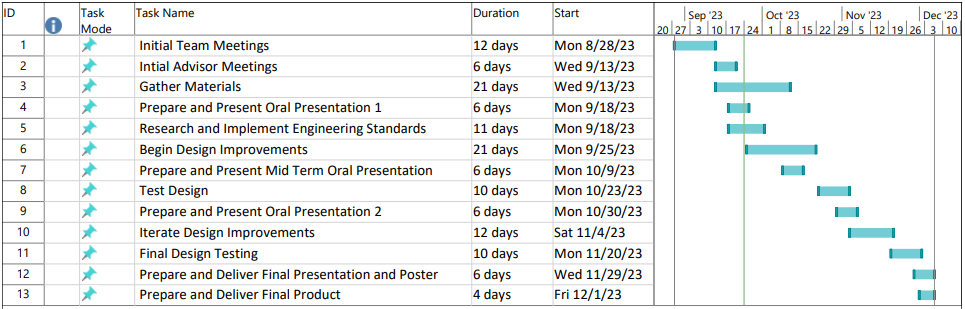 ID Task Mode Task Name Duration Start Sep '23 Oct '23 Nov '23 Dec '23
20 27 3 10 17 24 1 8 15 22 29 5 12 19 26 3 10
1 Initial Team Meetings 12 days Mon 8/28/23
2 Intial Advisor Meetings 6 days Wed 9/13/23
3 Gather Materials 21 days Wed 9/13/23
4 Prepare and Present Oral Presentation 1 6 days Mon 9/18/23
5 Research and Implement Engineering Standards 11 days Mon 9/18/23
6 Begin Design Improvements 21 days Mon 9/25/23
7 Prepare and Present Mid Term Oral Presentation 6 days Mon 10/9/23
8 Test Design 10 days Mon 10/23/23
9 Prepare and Present Oral Presentation 2 6 days Mon 10/30/23
10 Iterate Design Improvements 12 days Sat 11/4/23
11 Final Design Testing 10 days Mon 11/20/23
12 Prepare and Deliver Final Presentation and Poster 6 days Wed 11/29/23
13 Prepare and Deliver Final Product 4 days Fri 12/1/23